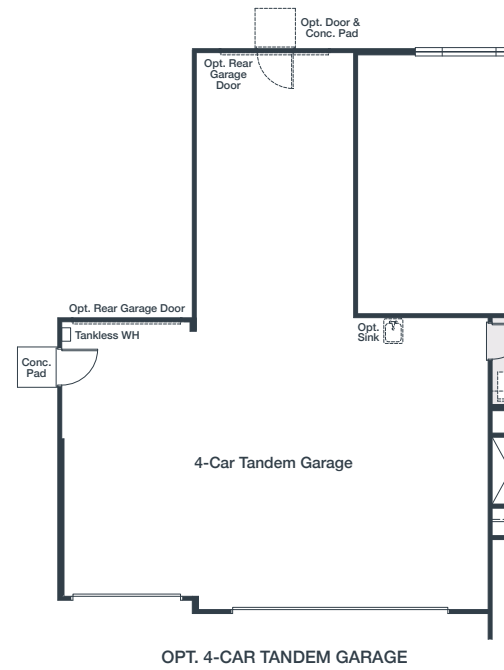 Opt. Door &
Conc. Pad
Opt. Rear
Garage
Door
Opt. Rear Garage Door
Tankless WH
Opt.
Sink
Conc.
Pad
4-Car Tandem Garage
OPT. 4-CAR TANDEM GARAGE